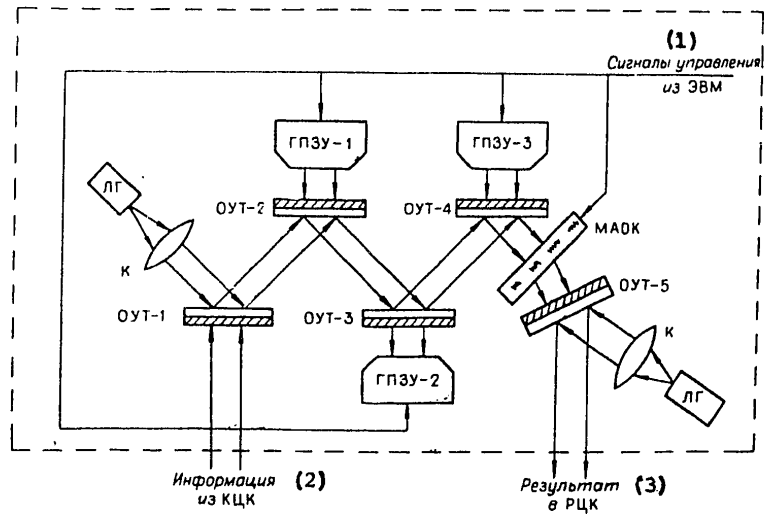 (1)
Сигналы управления
из ЭВМ
ГПЗУ-1
ГПЗУ-3
ЛГ
ОУТ-2
ОУТ-4
МАОК
К
ОУТ-1
ОУТ-3
ОУТ-5
К
ГПЗУ-2
ЛГ
Информация (2)
из КЦК
Результат (3)
в РЦК